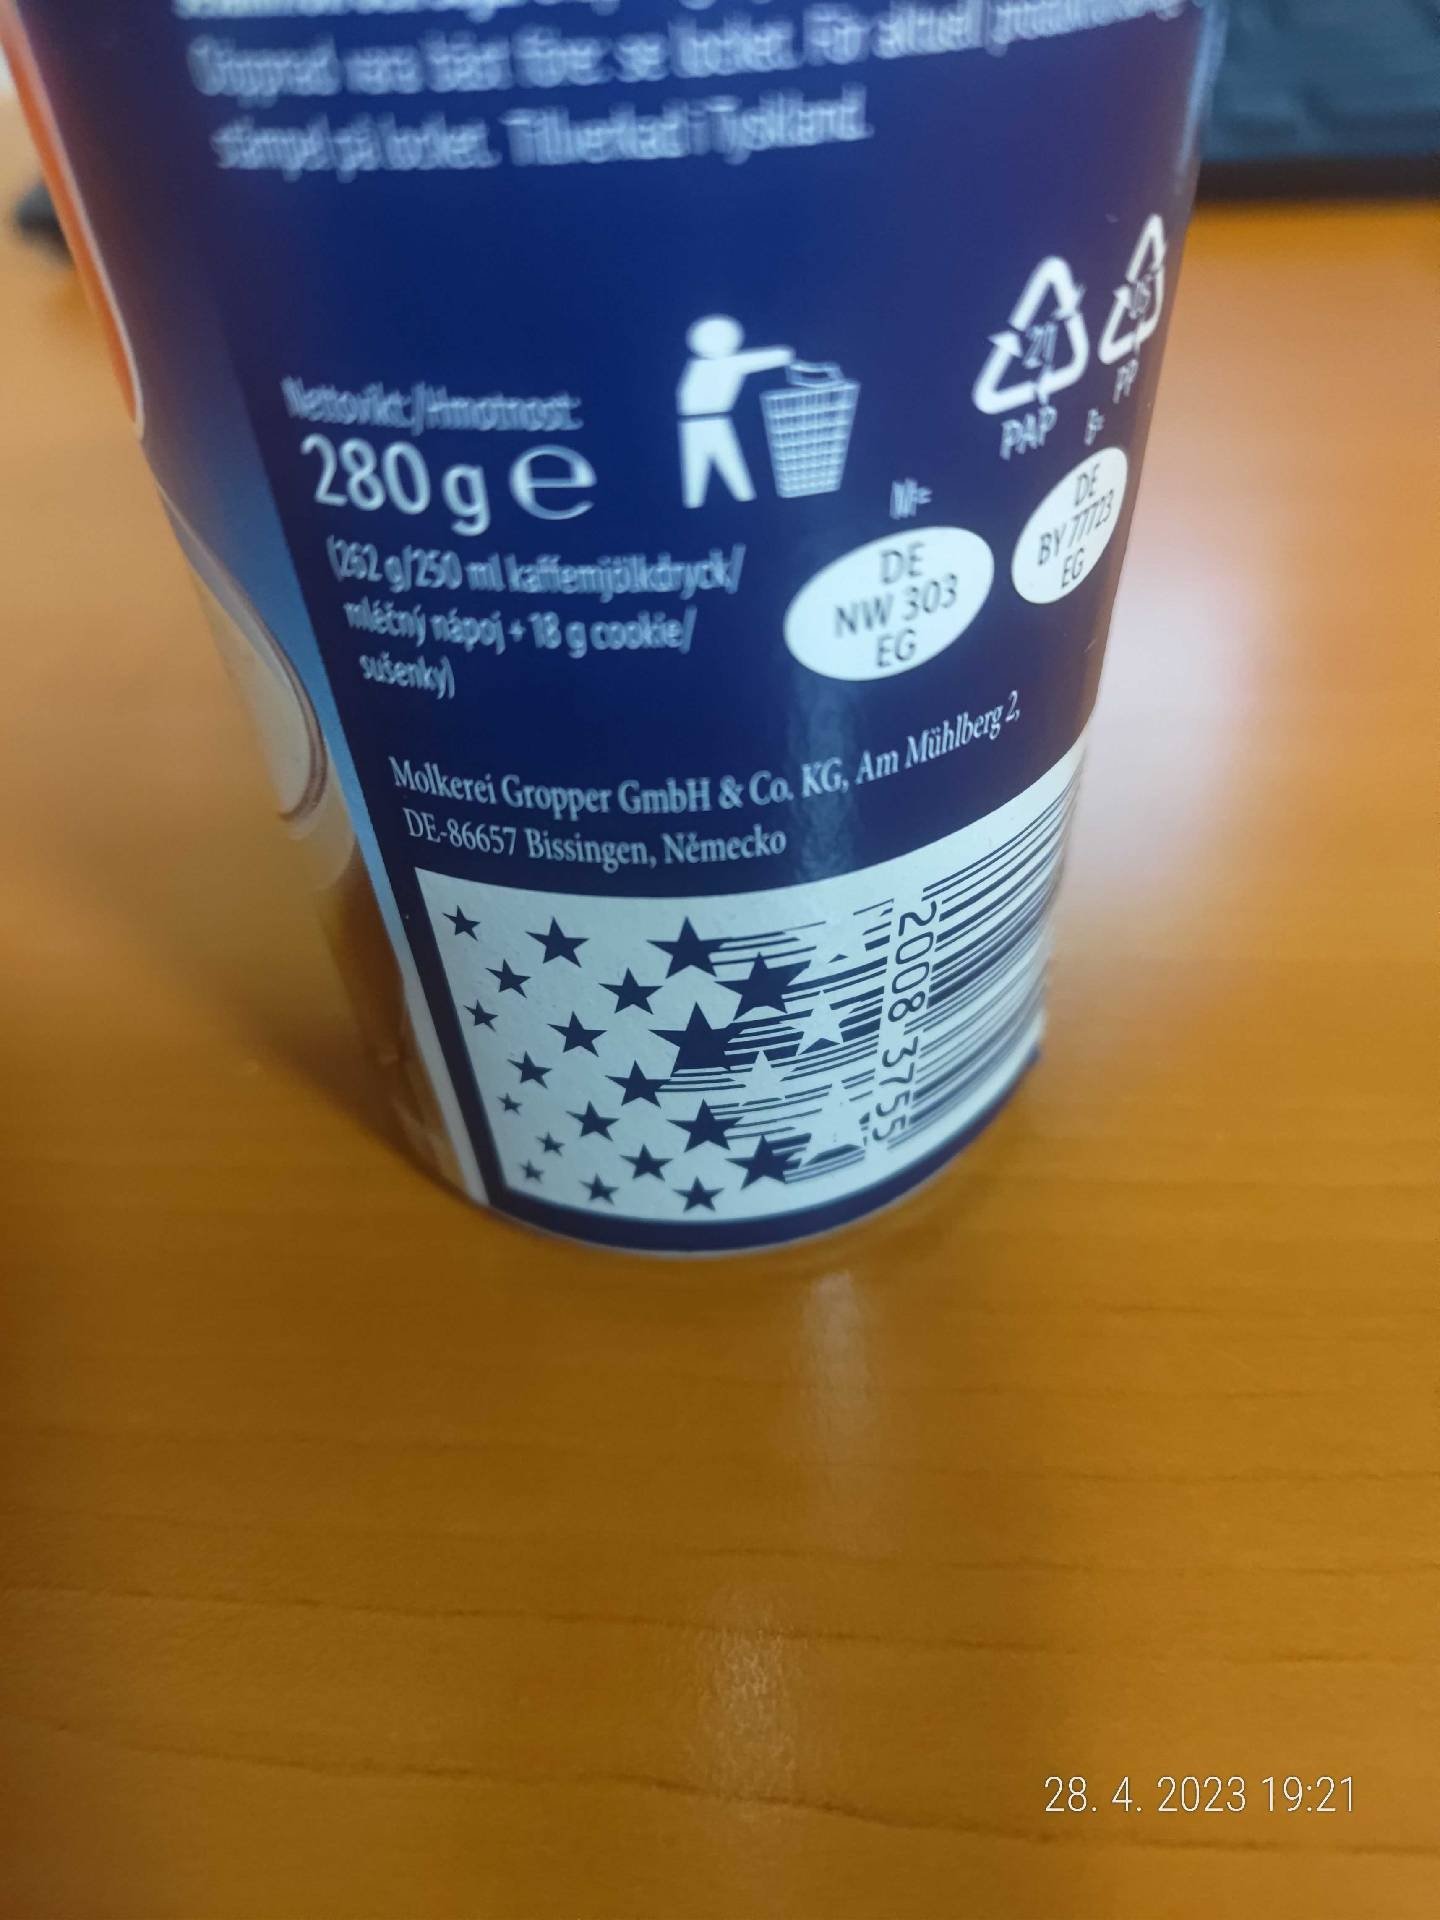 Öppnad vara bäst före: se locket. För aktuell
stämpel på locket. Tillverkad i Tyskland.
Nettovikt:/Hmotnost:
280 g e
(262 g/250 ml kaffemjölkdryck/
mléčný nápoj + 18 g cookie/
sušenky)
20
PAP
05
PP
M=
DE
NW 303
EG
B=
DE
BY 77723
EG
Molkerei Gropper GmbH & Co. KG, Am Mühlberg 2,
DE-86657 Bissingen, Německo
2008 3755
28. 4. 2023 19:21